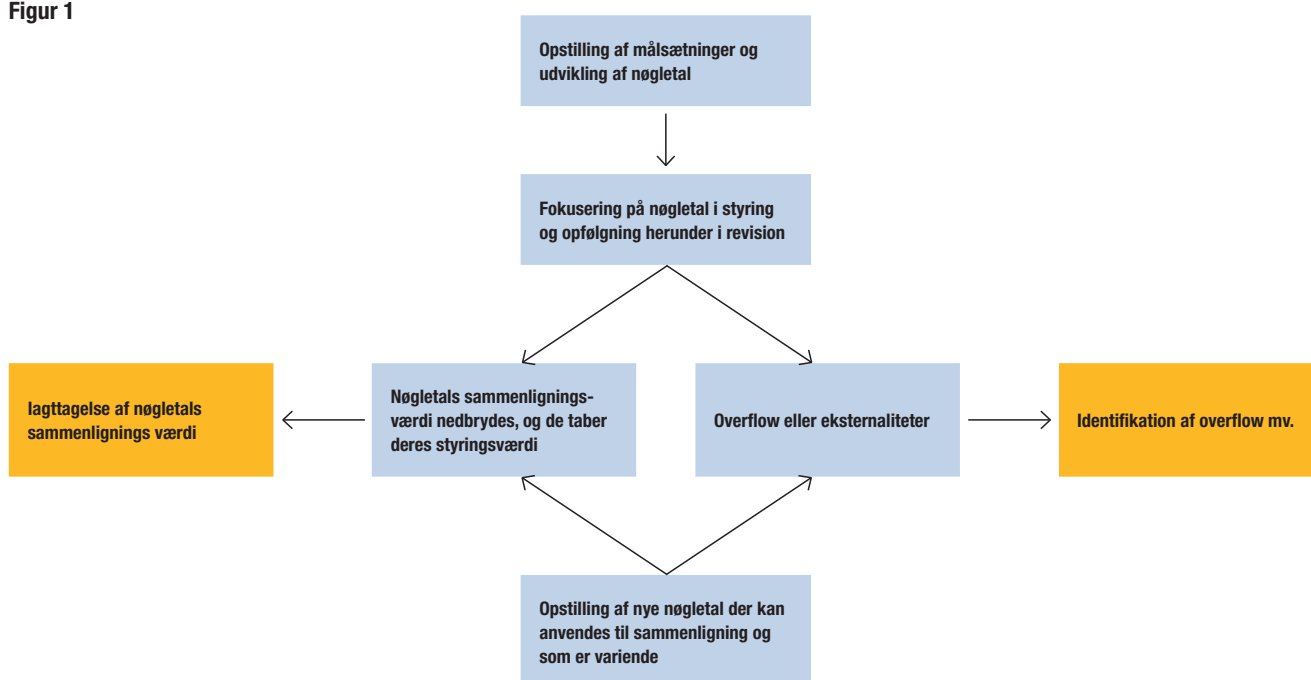 Figur 1
Opstilling af målsætninger og
udvikling af nøgletal
Fokusering på nøgletal i styring
og opfølgning herunder i revision
Iagttagelse af nøgletals
sammenlignings værdi
Nøgletals sammenlignings-
værdi nedbrydes, og de taber
deres styringsværdi
Overflow eller eksternaliteter
Identifikation af overflow mv.
Opstilling af nye nøgletal der kan
anvendes til sammenligning og
som er variende